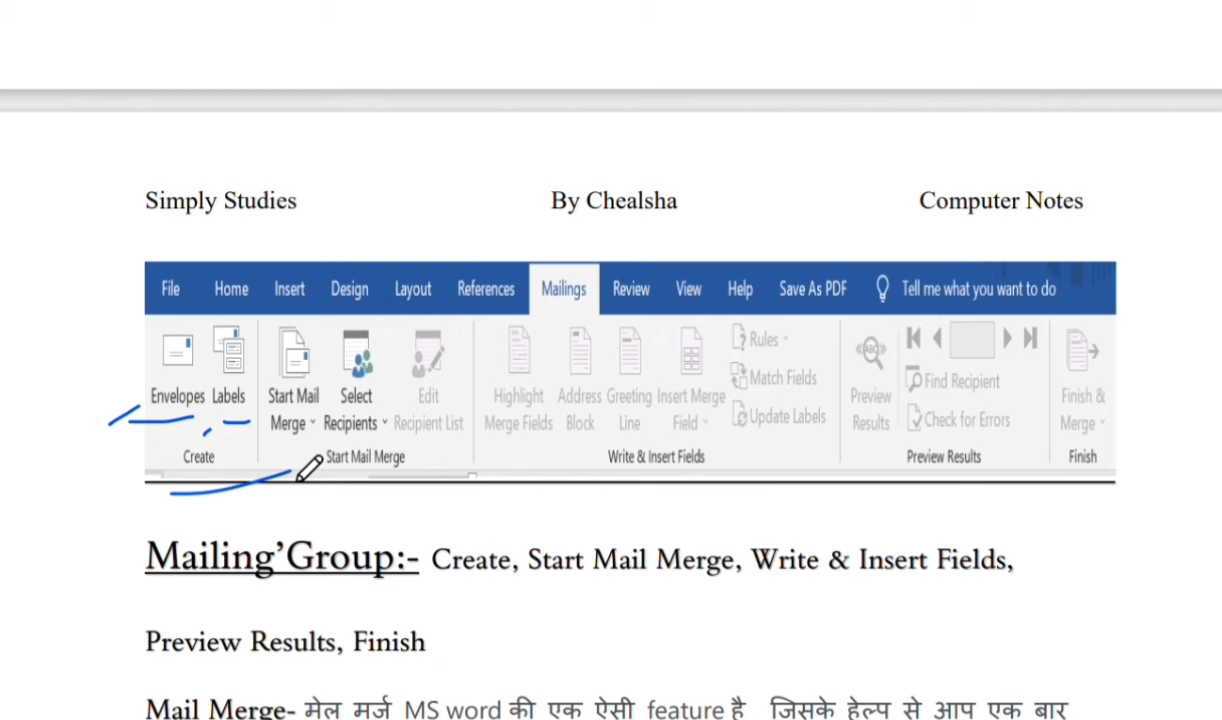 Simply Studies By Chealsha Computer Notes
File Home Insert Design Layout References Mailings Review View Help Save As PDF Tell me what you want to do
Envelopes Labels Start Mail Merge Select Recipients Edit Recipient List Highlight Merge Fields Address Block Greeting Line Insert Merge Field Rules Match Fields Update Labels Preview Results Find Recipient Check for Errors Finish & Merge
Create Start Mail Merge Write & Insert Fields Preview Results Finish
Mailing’Group:- Create, Start Mail Merge, Write & Insert Fields,
Preview Results, Finish
Mail Merge- मेल मर्ज MS word की एक ऐसी feature है जिसके हेल्प से आप एक बार